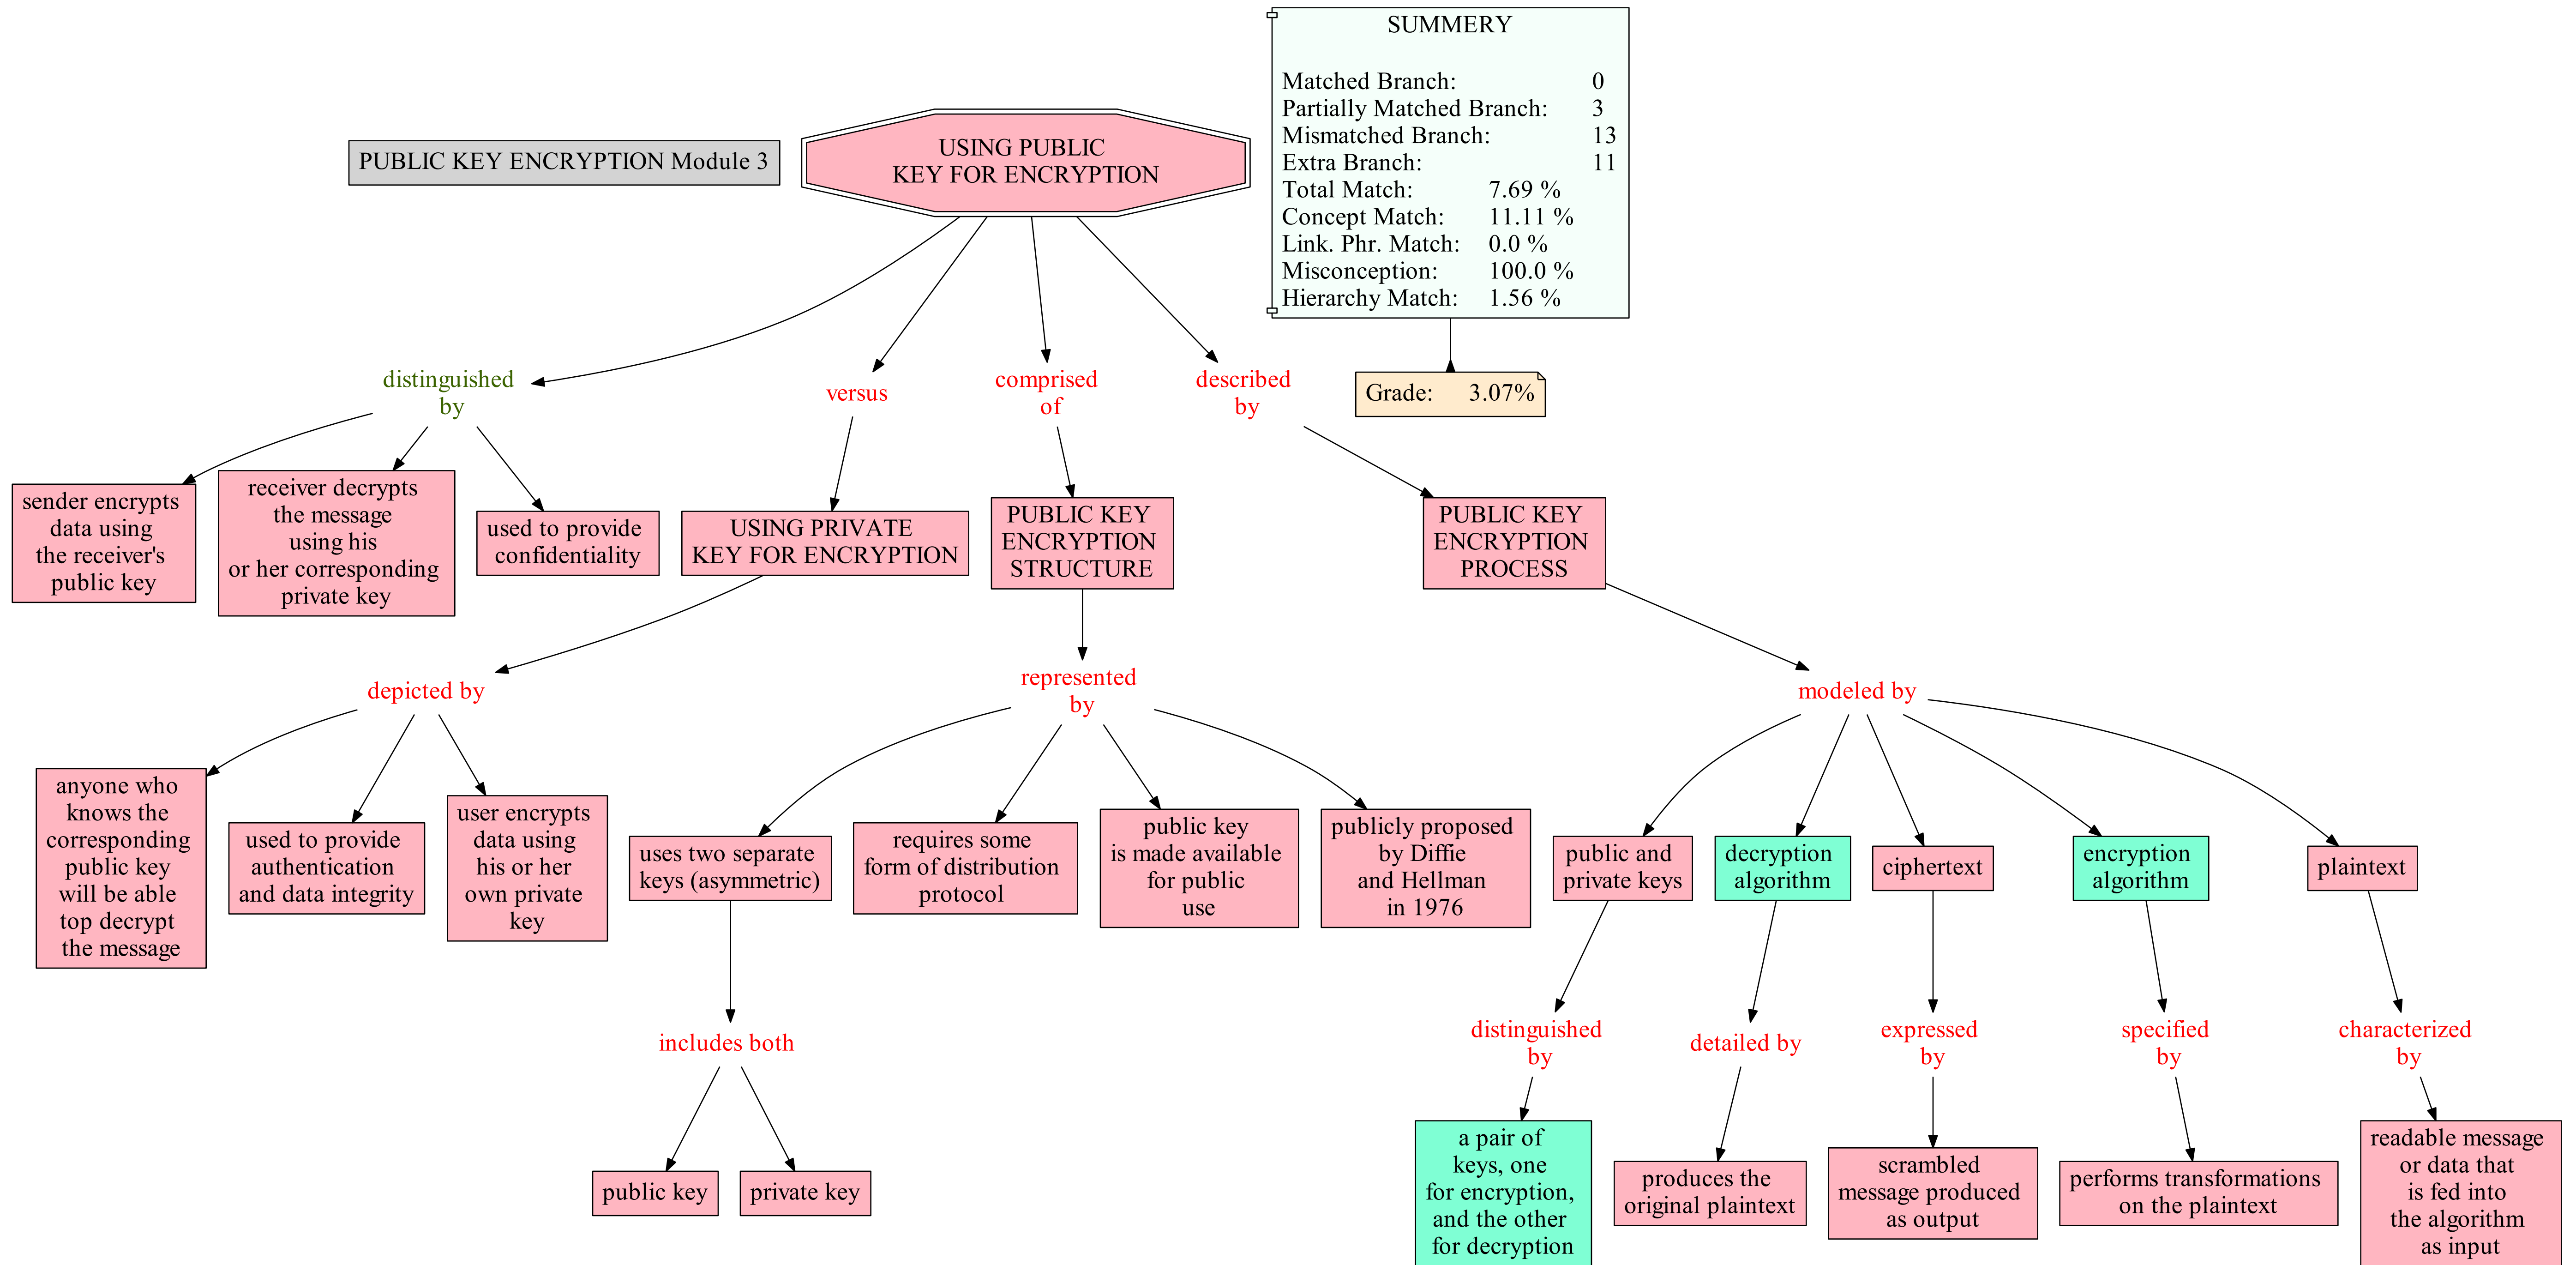 PUBLIC KEY ENCRYPTION Module 3
USING PUBLIC
KEY FOR ENCRYPTION
SUMMERY
Matched Branch: 0
Partially Matched Branch: 3
Mismatched Branch: 13
Extra Branch: 11
Total Match: 7.69 %
Concept Match: 11.11 %
Link. Phr. Match: 0.0 %
Misconception: 100.0 %
Hierarchy Match: 1.56 %
Grade: 3.07%
distinguished
by
versus
comprised
of
described
by
sender encrypts
data using
the receiver's
public key
receiver decrypts
the message
using his
or her corresponding
private key
used to provide
confidentiality
USING PRIVATE
KEY FOR ENCRYPTION
PUBLIC KEY
ENCRYPTION
STRUCTURE
PUBLIC KEY
ENCRYPTION
PROCESS
depicted by
represented
by
modeled by
anyone who
knows the
corresponding
public key
will be able
top decrypt
the message
used to provide
authentication
and data integrity
user encrypts
data using
his or her
own private
key
uses two separate
keys (asymmetric)
requires some
form of distribution
protocol
public key
is made available
for public
use
publicly proposed
by Diffie
and Hellman
in 1976
public and
private keys
decryption
algorithm
ciphertext
encryption
algorithm
plaintext
includes both
distinguished
by
detailed by
expressed
by
specified
by
characterized
by
public key
private key
a pair of
keys, one
for encryption,
and the other
for decryption
produces the
original plaintext
scrambled
message produced
as output
performs transformations
on the plaintext
readable message
or data that
is fed into
the algorithm
as input